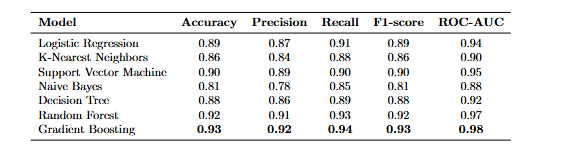 Model Accuracy Precision Recall F1-score ROC-AUC
Logistic Regression 0.89 0.87 0.91 0.89 0.94
K-Nearest Neighbors 0.86 0.84 0.88 0.86 0.90
Support Vector Machine 0.90 0.89 0.90 0.90 0.95
Naive Bayes 0.81 0.78 0.85 0.81 0.88
Decision Tree 0.88 0.86 0.89 0.88 0.92
Random Forest 0.92 0.91 0.93 0.92 0.97
Gradient Boosting 0.93 0.92 0.94 0.93 0.98